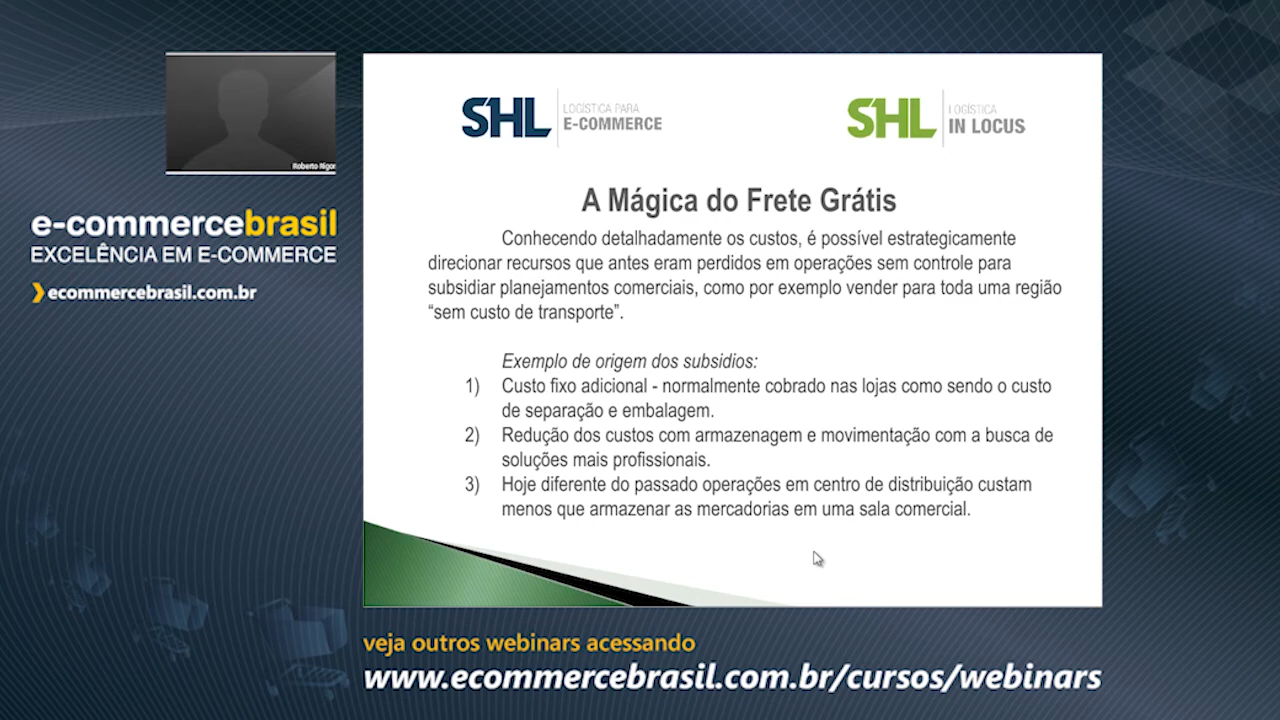 Roberto Rigor
e-commercebrasil
EXCELÊNCIA EM E-COMMERCE
ecommercebrasil.com.br
SHL LOGÍSTICA PARA E-COMMERCE
SHL LOGÍSTICA IN LOCUS
A Mágica do Frete Grátis
Conhecendo detalhadamente os custos, é possível estrategicamente
direcionar recursos que antes eram perdidos em operações sem controle para
subsidiar planejamentos comerciais, como por exemplo vender para toda uma região
“sem custo de transporte”.
Exemplo de origem dos subsidios:
1) Custo fixo adicional - normalmente cobrado nas lojas como sendo o custo
de separação e embalagem.
2) Redução dos custos com armazenagem e movimentação com a busca de
soluções mais profissionais.
3) Hoje diferente do passado operações em centro de distribuição custam
menos que armazenar as mercadorias em uma sala comercial.
veja outros webinars acessando
www.ecommercebrasil.com.br/cursos/webinars